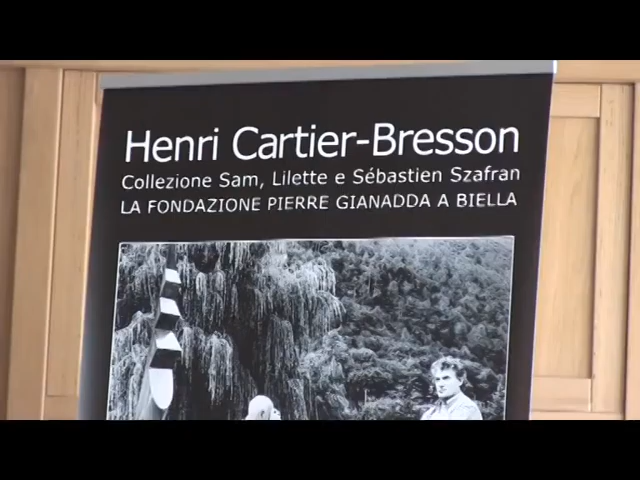 Henri Cartier-Bresson
Collezione Sam, Lilette e Sébastien Szafran
LA FONDAZIONE PIERRE GIANADDA A BIELLA